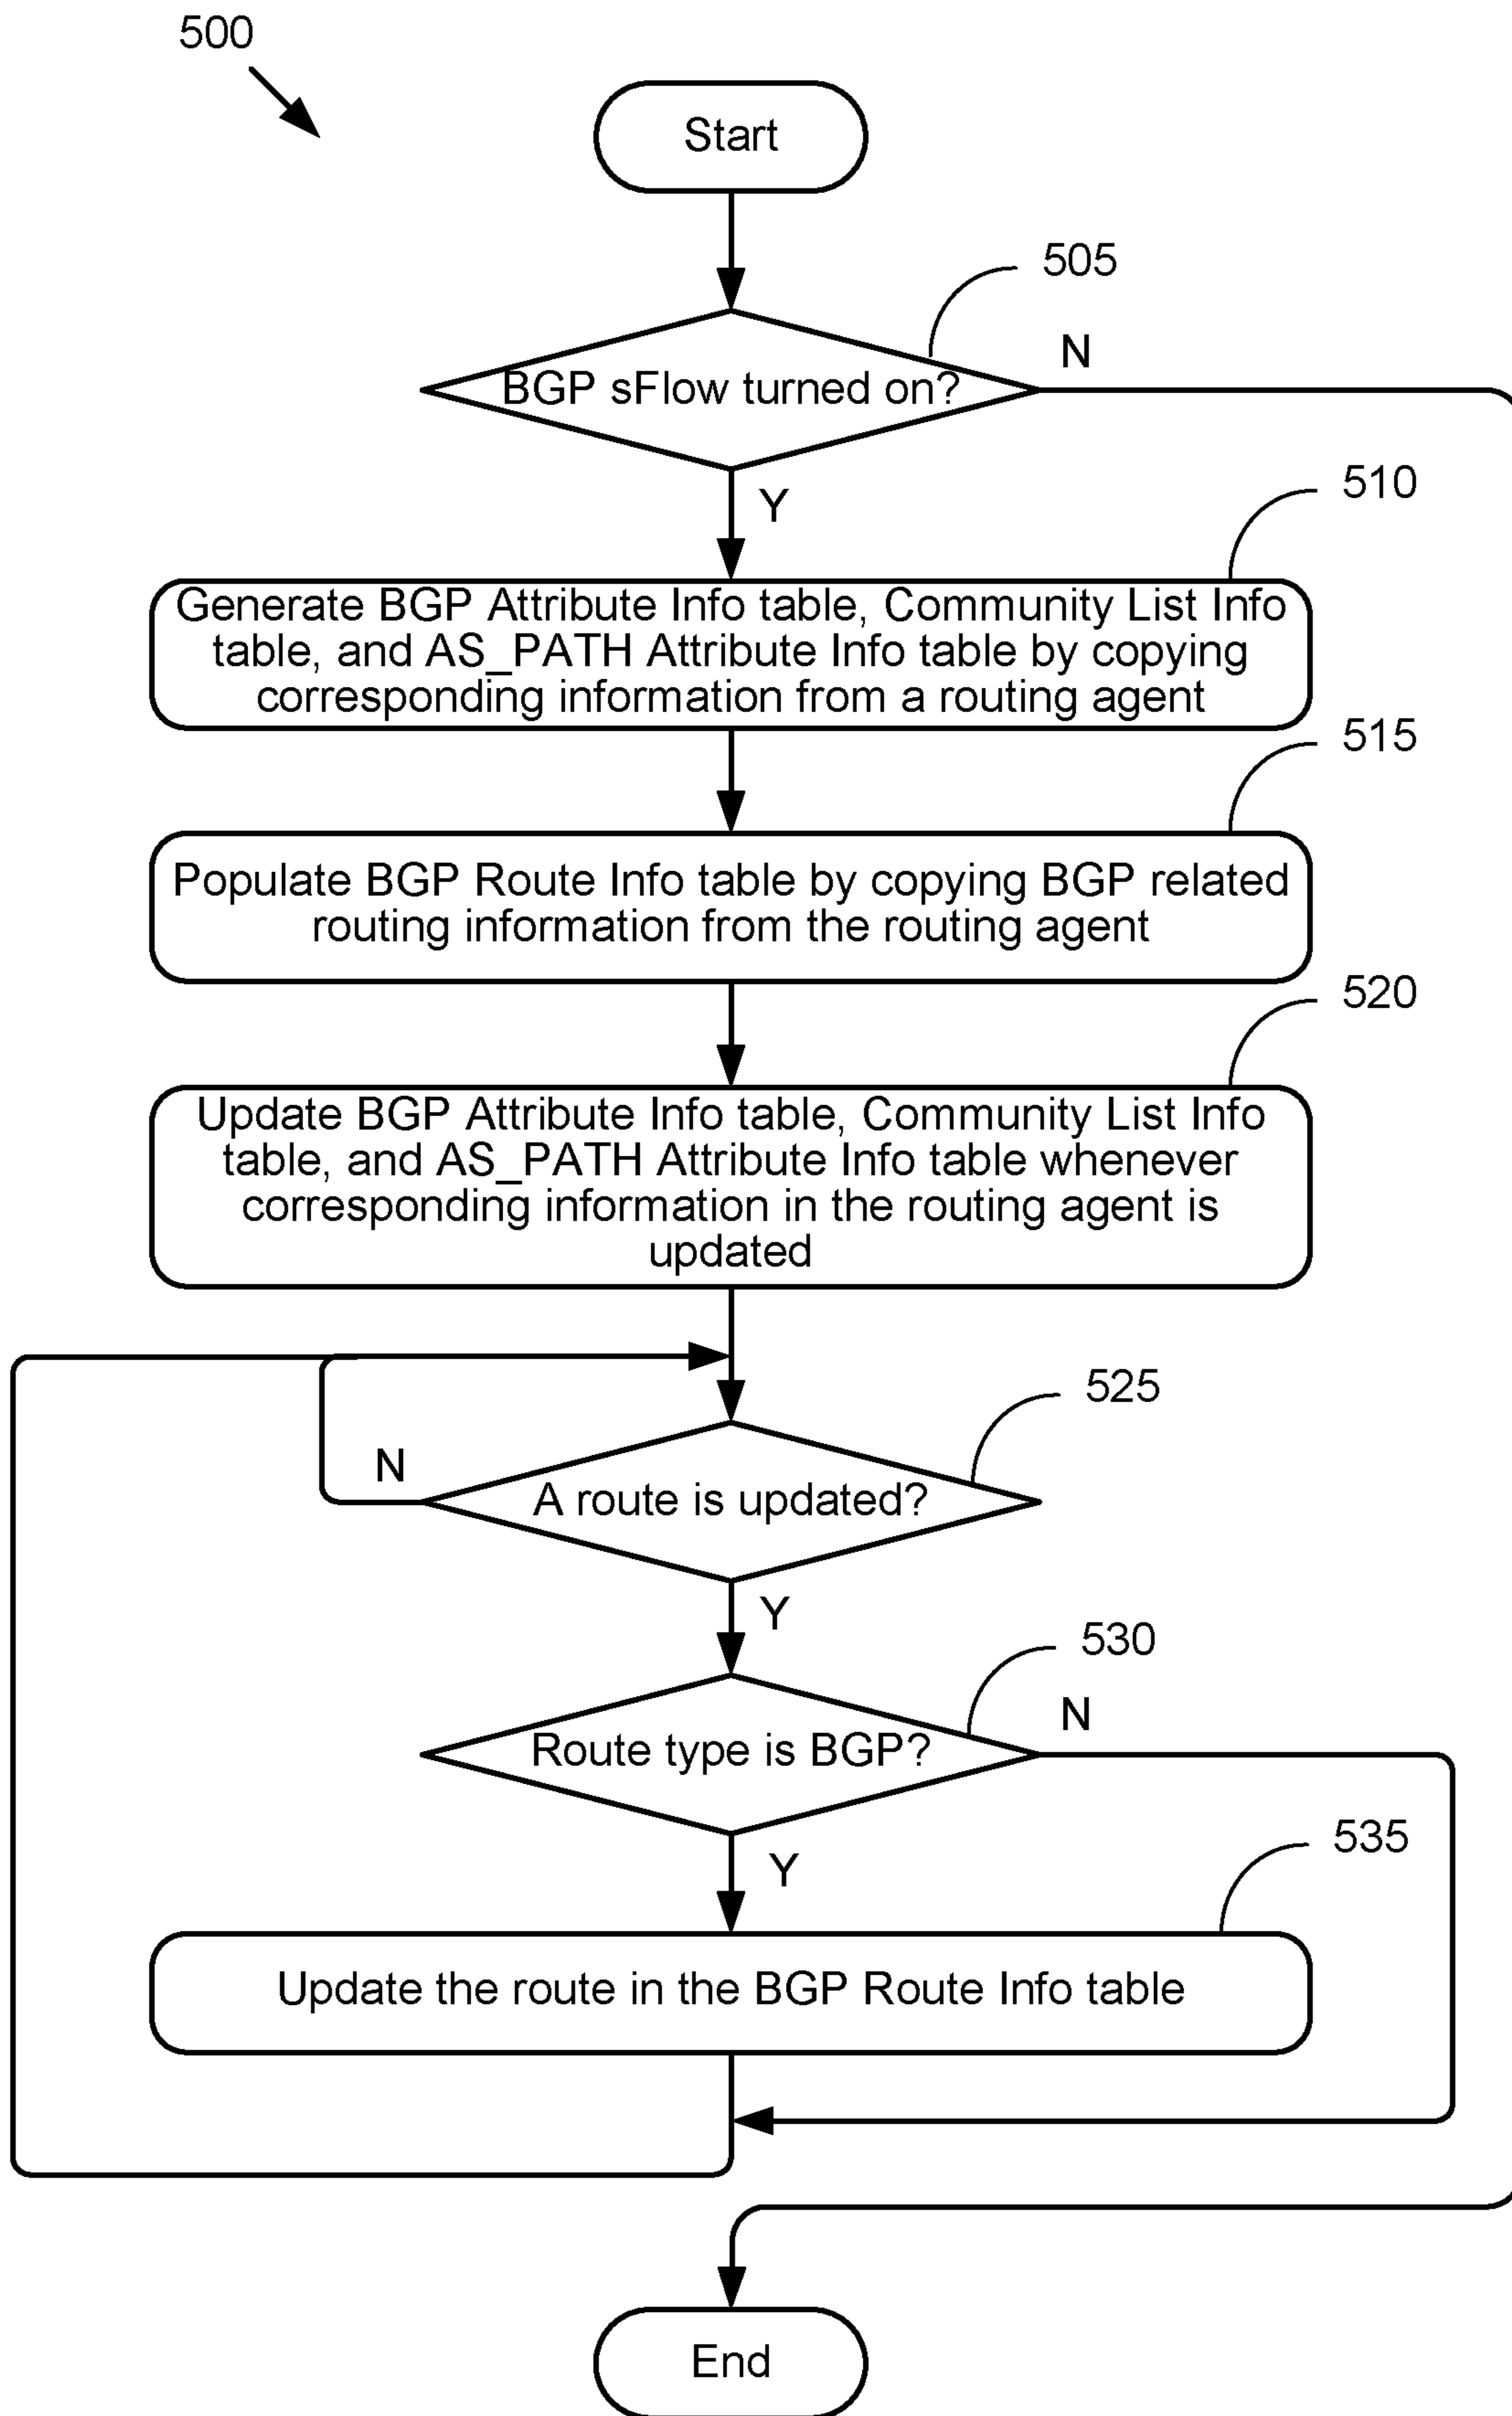 500
Start
505
BGP sFlow turned on?
N
Y
510
Generate BGP Attribute Info table, Community List Info
table, and AS_PATH Attribute Info table by copying
corresponding information from a routing agent
515
Populate BGP Route Info table by copying BGP related
routing information from the routing agent
520
Update BGP Attribute Info table, Community List Info
table, and AS_PATH Attribute Info table whenever
corresponding information in the routing agent is
updated
525
N
A route is updated?
Y
530
N
Route type is BGP?
Y
535
Update the route in the BGP Route Info table
End